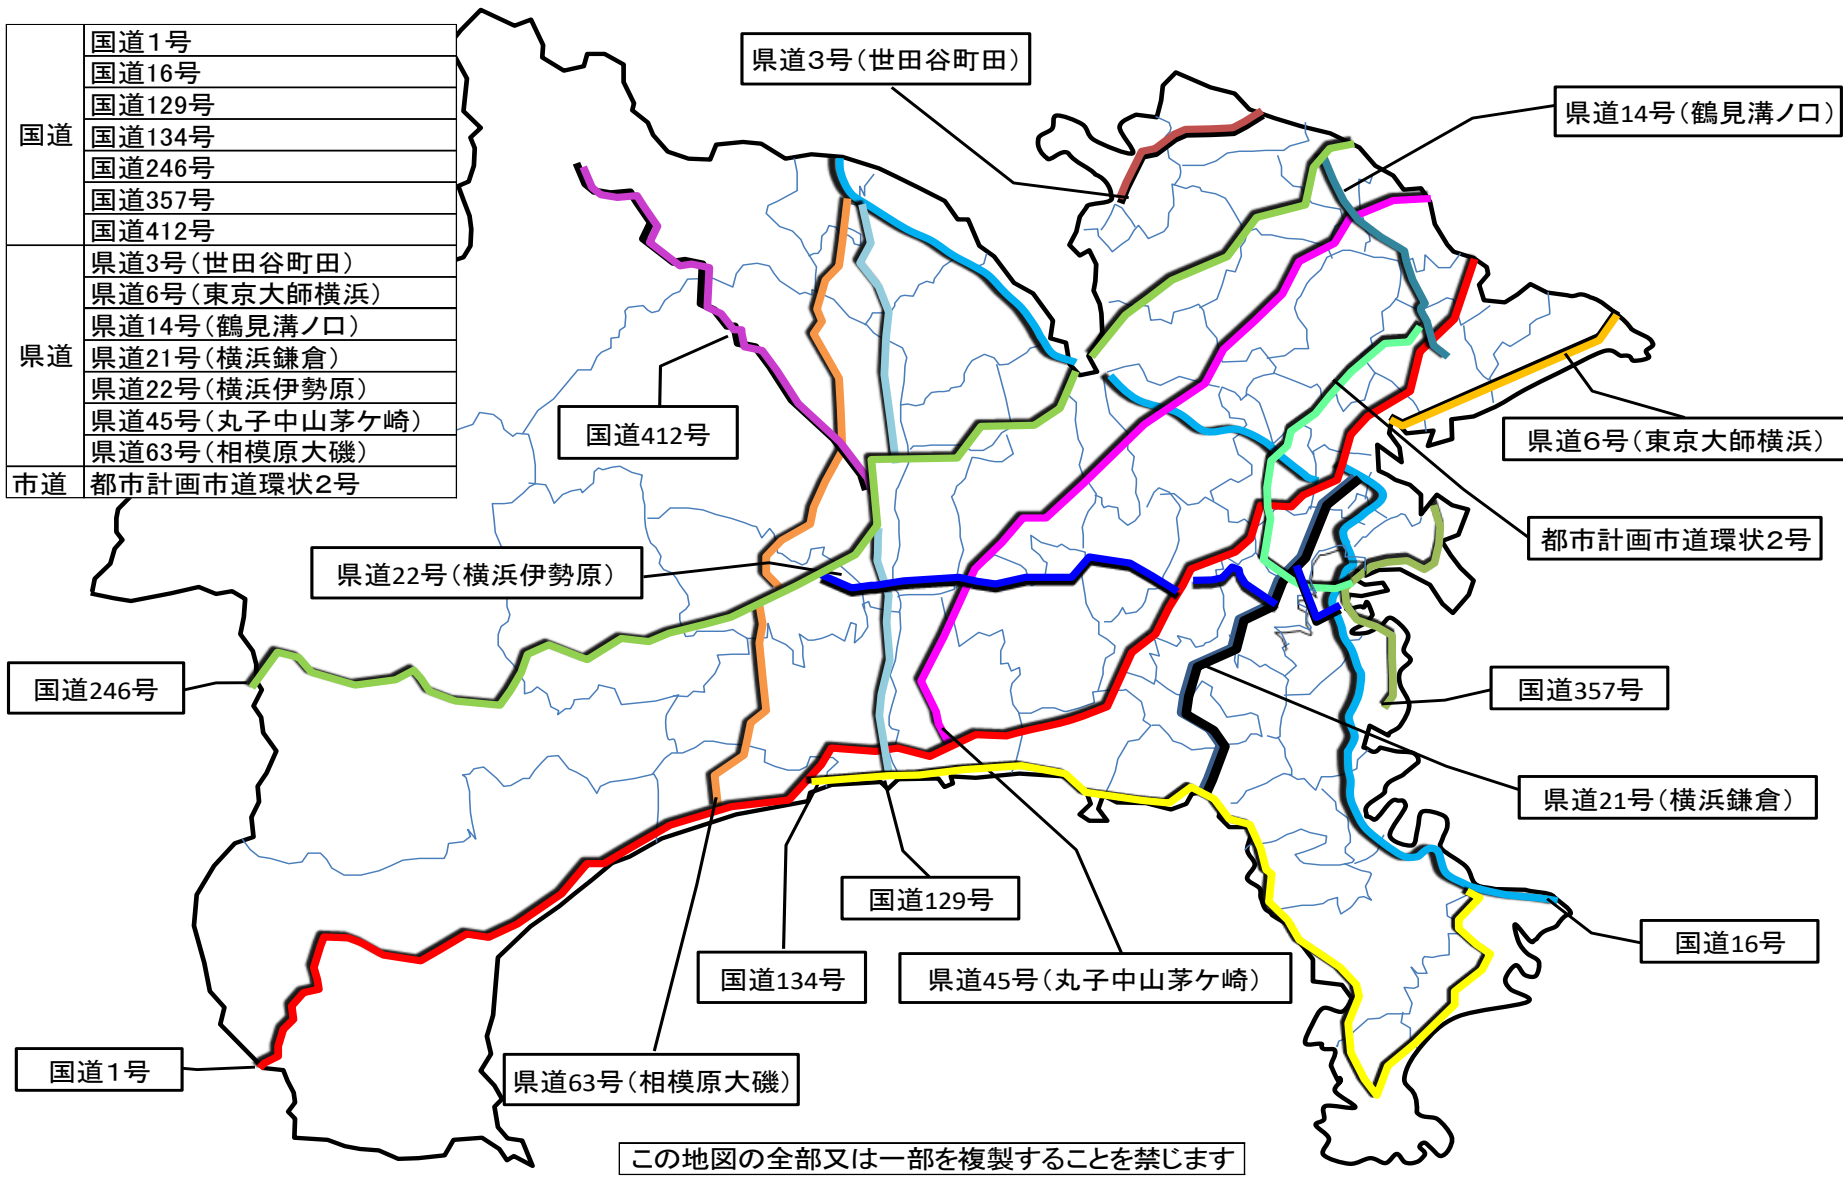 国道
国道1号
国道16号
国道129号
国道134号
国道246号
国道357号
国道412号
県道
県道3号(世田谷町田)
県道6号(東京大師横浜)
県道14号(鶴見溝ノ口)
県道21号(横浜鎌倉)
県道22号(横浜伊勢原)
県道45号(丸子中山茅ケ崎)
県道63号(相模原大磯)
市道
都市計画市道環状2号
県道3号(世田谷町田)
県道14号(鶴見溝ノ口)
国道412号
県道6号(東京大師横浜)
都市計画市道環状2号
県道22号(横浜伊勢原)
国道246号
国道357号
県道21号(横浜鎌倉)
国道129号
国道16号
国道134号
県道45号(丸子中山茅ケ崎)
国道1号
県道63号(相模原大磯)
この地図の全部又は一部を複製することを禁じます